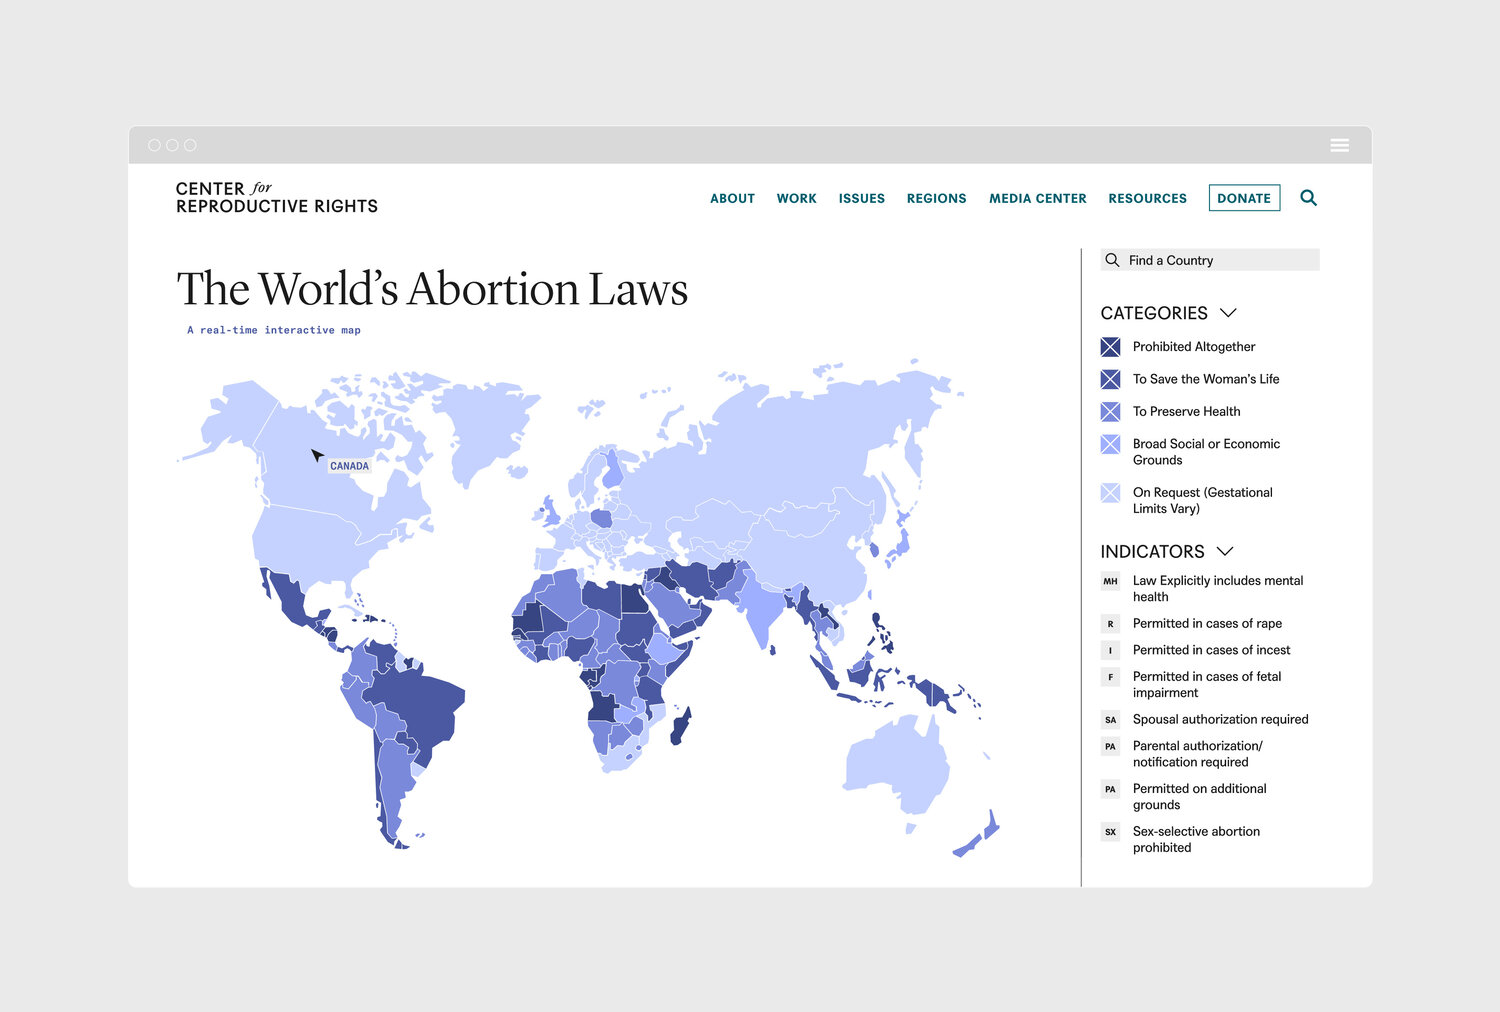 CENTER for
REPRODUCTIVE RIGHTS
ABOUT WORK ISSUES REGIONS MEDIA CENTER RESOURCES DONATE
The World’s Abortion Laws
A real-time interactive map
CANADA
Find a Country
CATEGORIES
Prohibited Altogether
To Save the Woman’s Life
To Preserve Health
Broad Social or Economic
Grounds
On Request (Gestational
Limits Vary)
INDICATORS
MH Law Explicitly includes mental
health
R Permitted in cases of rape
I Permitted in cases of incest
F Permitted in cases of fetal
impairment
SA Spousal authorization required
PA Parental authorization/
notification required
PA Permitted on additional
grounds
SX Sex-selective abortion
prohibited